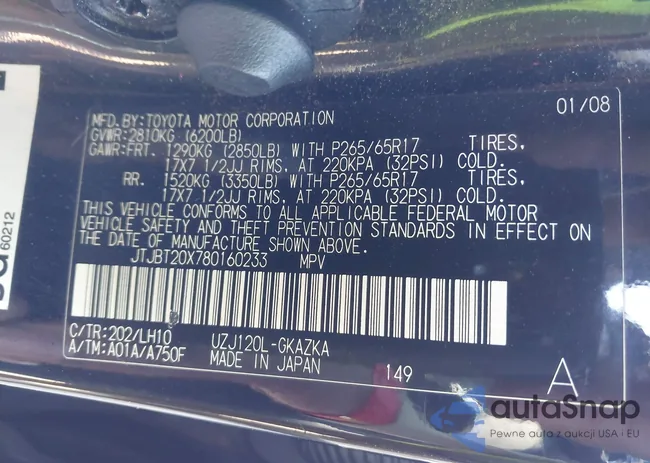 01/08
MFD.BY:TOYOTA MOTOR CORPORATION
GVWR:2810KG (6200LB)
GAWR:FRT. 1290KG (2850LB) WITH P265/65R17 TIRES,
17X7 1/2JJ RIMS, AT 220KPA (32PSI) COLD.
RR. 1520KG (3350LB) WITH P265/65R17 TIRES,
17X7 1/2JJ RIMS, AT 220KPA (32PSI) COLD.
THIS VEHICLE CONFORMS TO ALL APPLICABLE FEDERAL MOTOR
VEHICLE SAFETY AND THEFT PREVENTION STANDARDS IN EFFECT ON
THE DATE OF MANUFACTURE SHOWN ABOVE.
JTJBT20X780160233 MPV
C/TR:202/LH10 UZJ120L-GKAZKA
A/TM:A01A/A750F MADE IN JAPAN 149 A
60212
autoSnap
Pewne auta z aukcji USA i EU